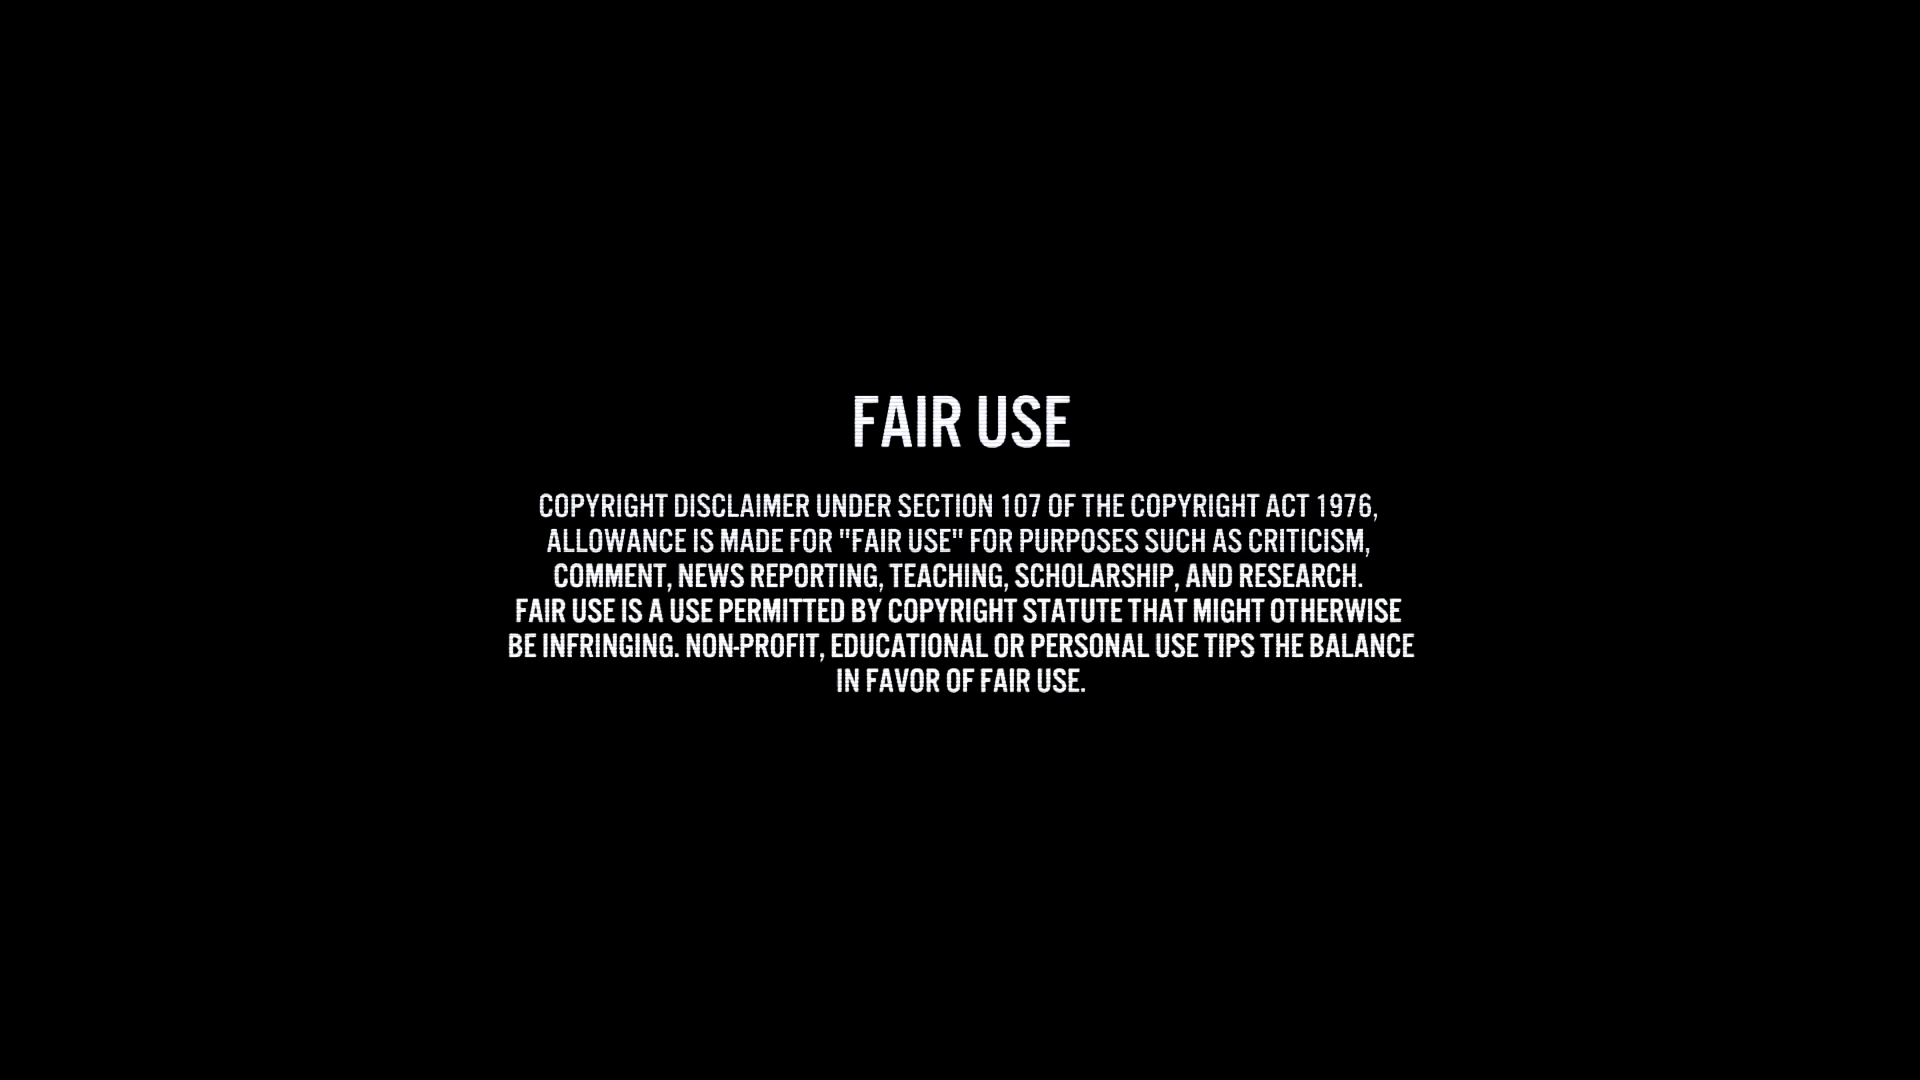 FAIR USE
COPYRIGHT DISCLAIMER UNDER SECTION 107 OF THE COPYRIGHT ACT 1976,
ALLOWANCE IS MADE FOR "FAIR USE" FOR PURPOSES SUCH AS CRITICISM,
COMMENT, NEWS REPORTING, TEACHING, SCHOLARSHIP, AND RESEARCH.
FAIR USE IS A USE PERMITTED BY COPYRIGHT STATUTE THAT MIGHT OTHERWISE
BE INFRINGING. NON-PROFIT, EDUCATIONAL OR PERSONAL USE TIPS THE BALANCE
IN FAVOR OF FAIR USE.